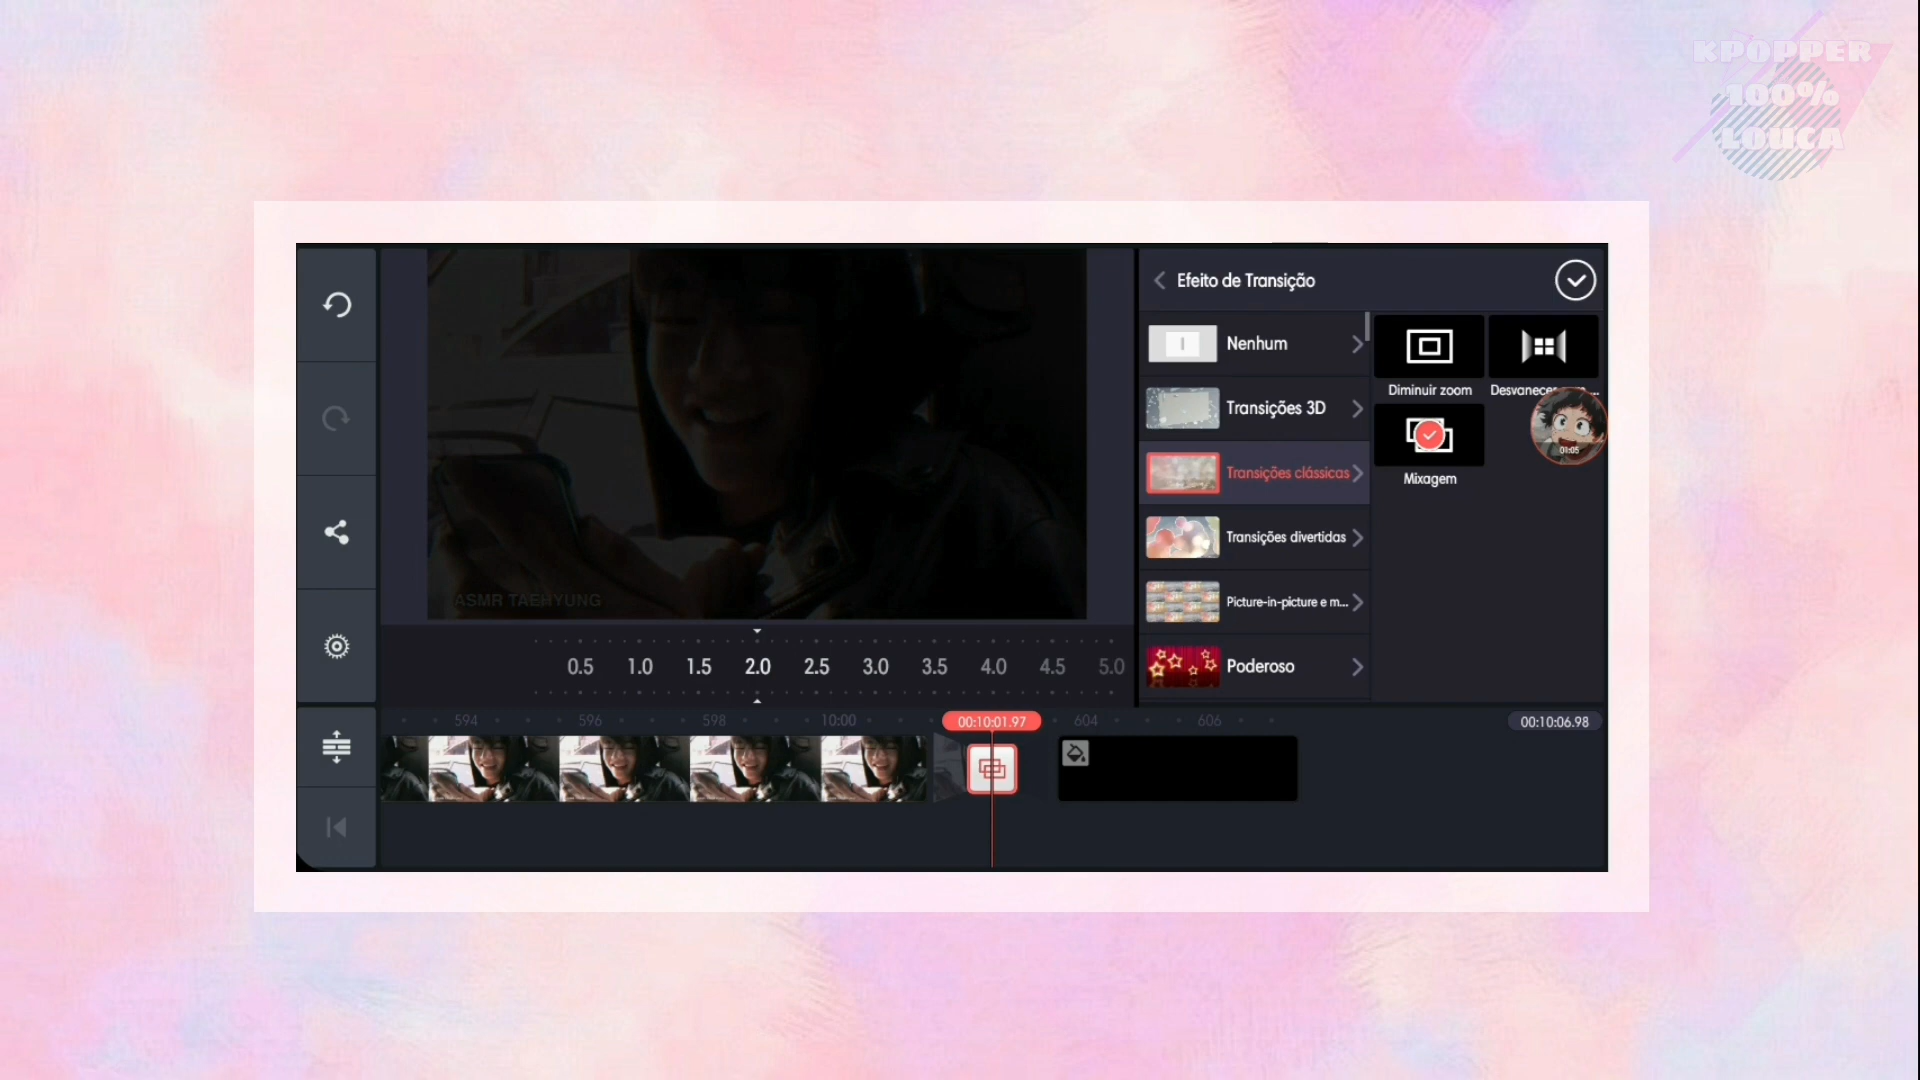 KPOPPER
100%
LOUCA
Efeito de Transição
Nenhum
Transições 3D
Transições clássicas
Transições divertidas
Picture-in-picture e m...
Poderoso
Diminuir zoom
Mixagem
01:05
ASMR TAEHYUNG
0.5 1.0 1.5 2.0 2.5 3.0 3.5 4.0 4.5 5.0
594 596 598 10:00 00:10:01.97 604 606 00:10:06.98